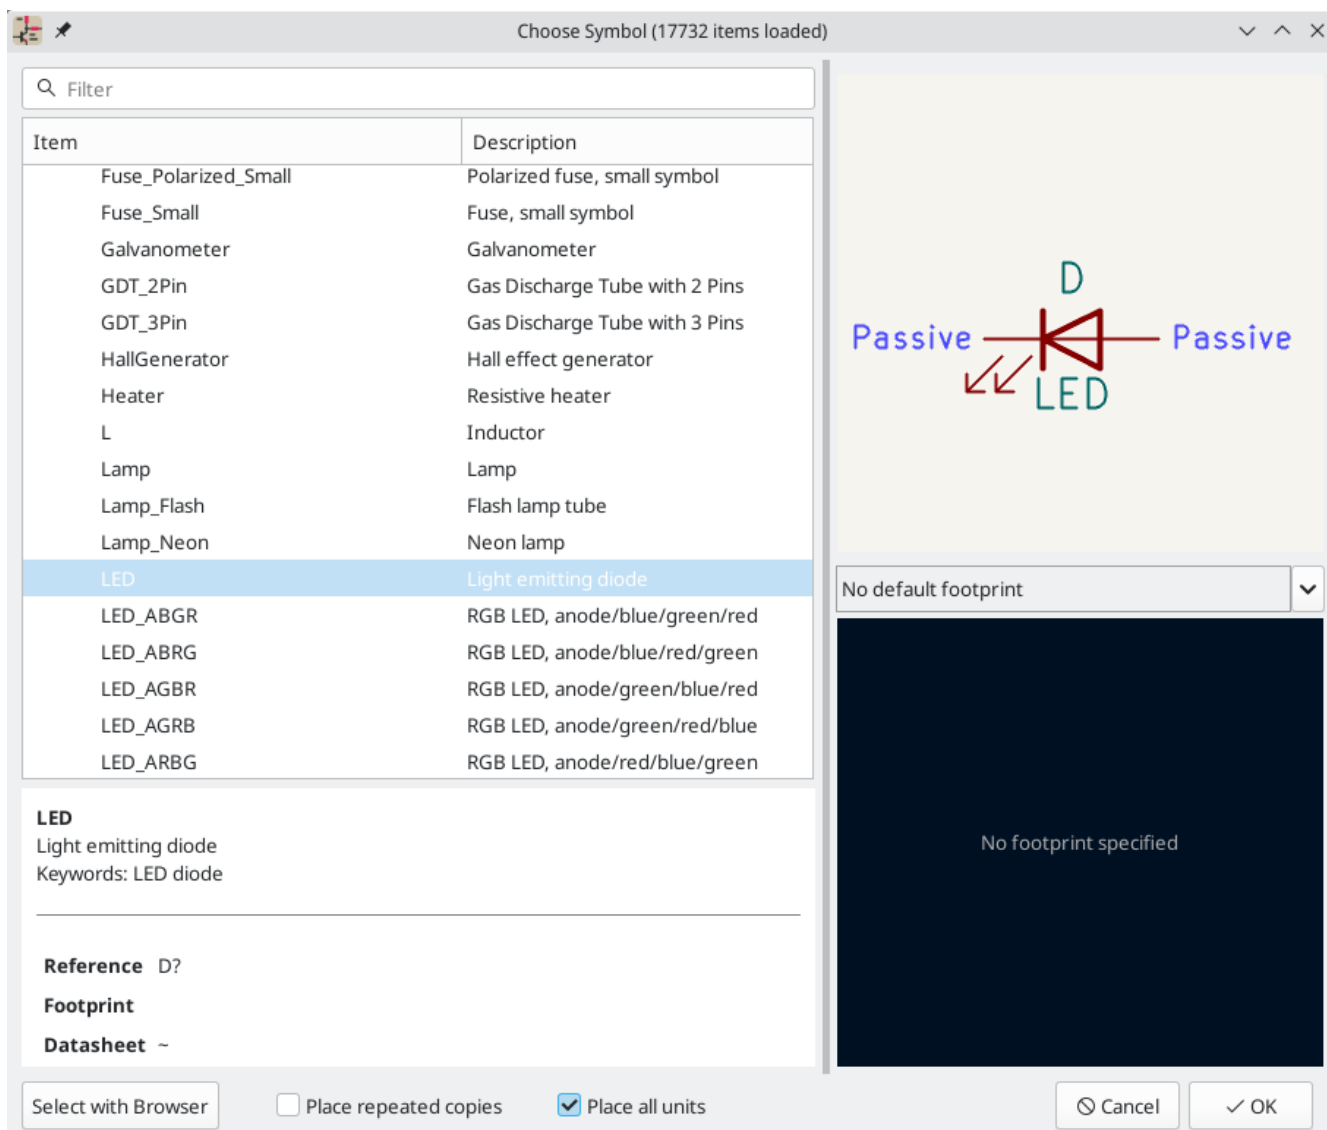 Choose Symbol (17732 items loaded)
Filter
Item Description
Fuse_Polarized_Small Polarized fuse, small symbol
Fuse_Small Fuse, small symbol
Galvanometer Galvanometer
GDT_2Pin Gas Discharge Tube with 2 Pins
GDT_3Pin Gas Discharge Tube with 3 Pins
HallGenerator Hall effect generator
Heater Resistive heater
L Inductor
Lamp Lamp
Lamp_Flash Flash lamp tube
Lamp_Neon Neon lamp
LED Light emitting diode
LED_ABGR RGB LED, anode/blue/green/red
LED_ABRG RGB LED, anode/blue/red/green
LED_AGBR RGB LED, anode/green/blue/red
LED_AGRB RGB LED, anode/green/red/blue
LED_ARBG RGB LED, anode/red/blue/green
LED
Light emitting diode
Keywords: LED diode
Reference D?
Footprint
Datasheet ~
D
Passive Passive
LED
No default footprint
No footprint specified
Select with Browser Place repeated copies Place all units Cancel OK